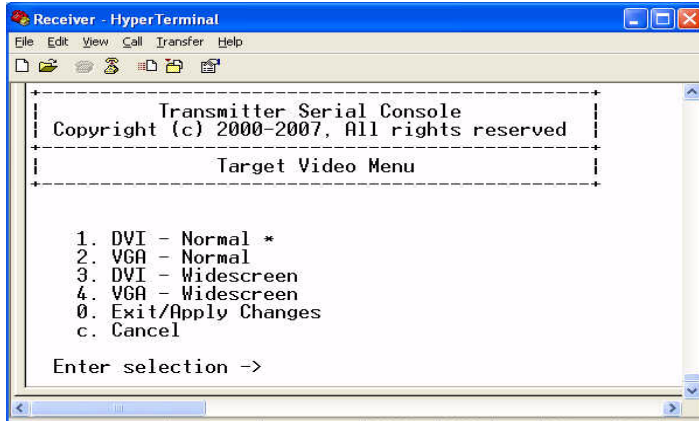 Receiver - HyperTerminal
File Edit View Call Transfer Help
Transmitter Serial Console
Copyright (c) 2000-2007, All rights reserved
Target Video Menu
1. DVI - Normal *
2. VGA - Normal
3. DVI - Widescreen
4. VGA - Widescreen
0. Exit/Apply Changes
c. Cancel
Enter selection ->